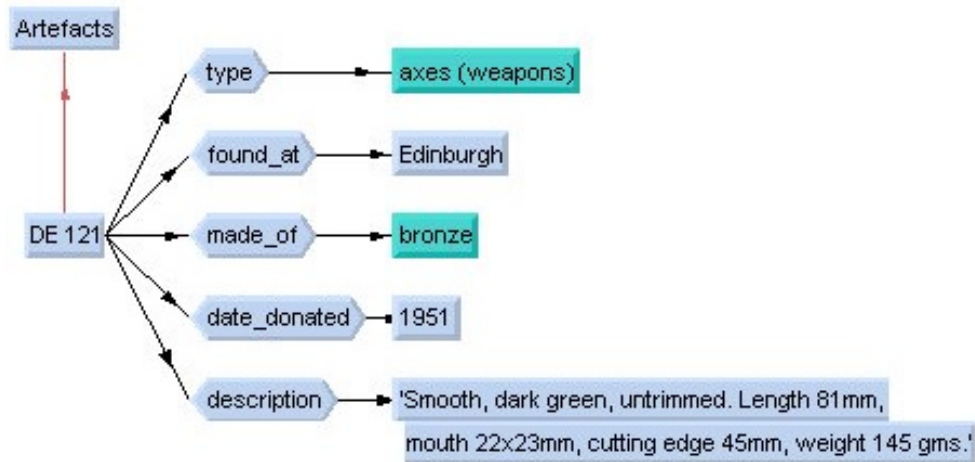 Artefacts
type
axes (weapons)
found_at
Edinburgh
DE 121
made_of
bronze
date_donated
1951
description
'Smooth, dark green, untrimmed. Length 81mm,
mouth 22x23mm, cutting edge 45mm, weight 145 gms.'